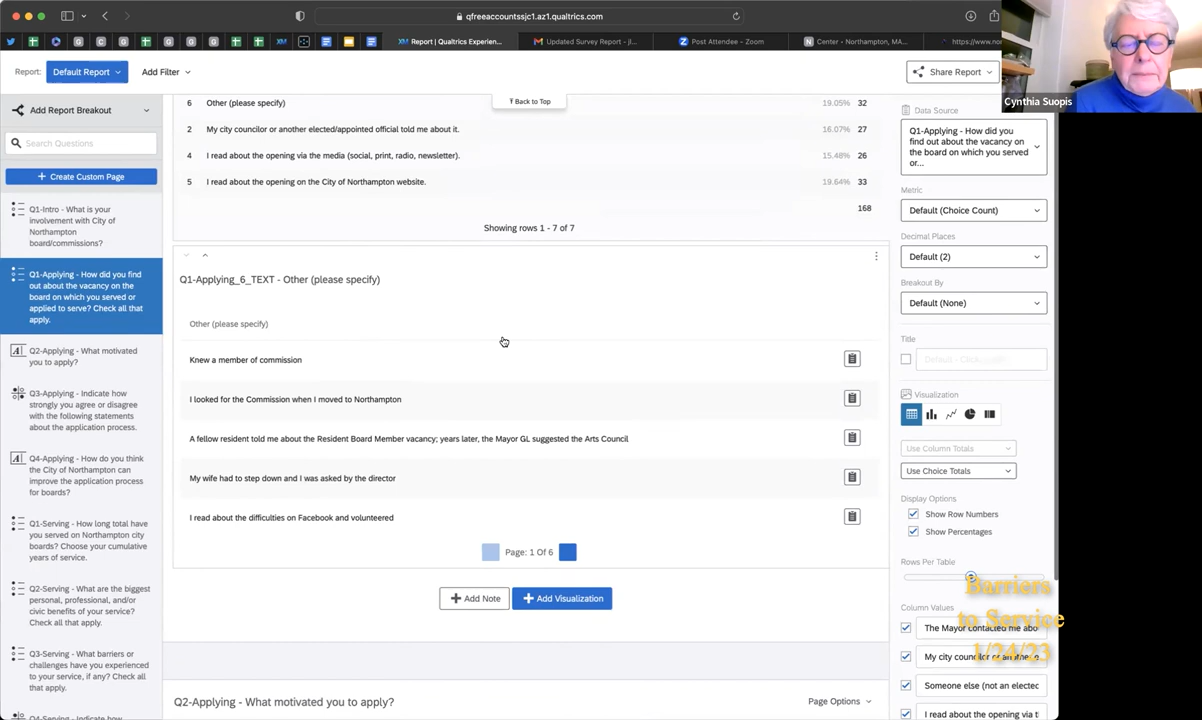 qfreeaccountssjc1.az1.qualtrics.com
Report | Qualtrics Experien...
Updated Survey Report - jl...
Post Attendee - Zoom
Center - Northampton, MA...
Report:
Default Report
Add Filter
Share Report
Cynthia Suopis
Add Report Breakout
Search Questions
Create Custom Page
Q1-Intro - What is your
involvement with City of
Northampton
board/commissions?
Q1-Applying - How did you find
out about the vacancy on the
board on which you served or
applied to serve? Check all that
apply.
Q2-Applying - What motivated
you to apply?
Q3-Applying - Indicate how
strongly you agree or disagree
with the following statements
about the application process.
Q4-Applying - How do you think
the City of Northampton can
improve the application process
for boards?
Q1-Serving - How long total have
you served on Northampton city
boards? Choose your cumulative
years of service.
Q2-Serving - What are the biggest
personal, professional, and/or
civic benefits of your service?
Check all that apply.
Q3-Serving - What barriers or
challenges have you experienced
to your service, if any? Check all
that apply.
Q4-Serving - Indicate how
Back to Top
6 Other (please specify) 19.05% 32
2 My city councilor or another elected/appointed official told me about it. 16.07% 27
4 I read about the opening via the media (social, print, radio, newsletter). 15.48% 26
5 I read about the opening on the City of Northampton website. 19.64% 33
168
Showing rows 1 - 7 of 7
Q1-Applying_6_TEXT - Other (please specify)
Other (please specify)
Knew a member of commission
I looked for the Commission when I moved to Northampton
A fellow resident told me about the Resident Board Member vacancy; years later, the Mayor GL suggested the Arts Council
My wife had to step down and I was asked by the director
I read about the difficulties on Facebook and volunteered
Page: 1 Of 6
Add Note
Add Visualization
Q2-Applying - What motivated you to apply?
Page Options
Data Source
Q1-Applying - How did you
find out about the vacancy on
the board on which you served
or...
Metric
Default (Choice Count)
Decimal Places
Default (2)
Breakout By
Default (None)
Title
Visualization
Use Column Totals
Use Choice Totals
Display Options
Show Row Numbers
Show Percentages
Rows Per Table
Column Values
The Mayor contacted me abo
My city councilor or
Someone else (not an elected
I read about the opening via t
Barriers
to Service
1/24/23